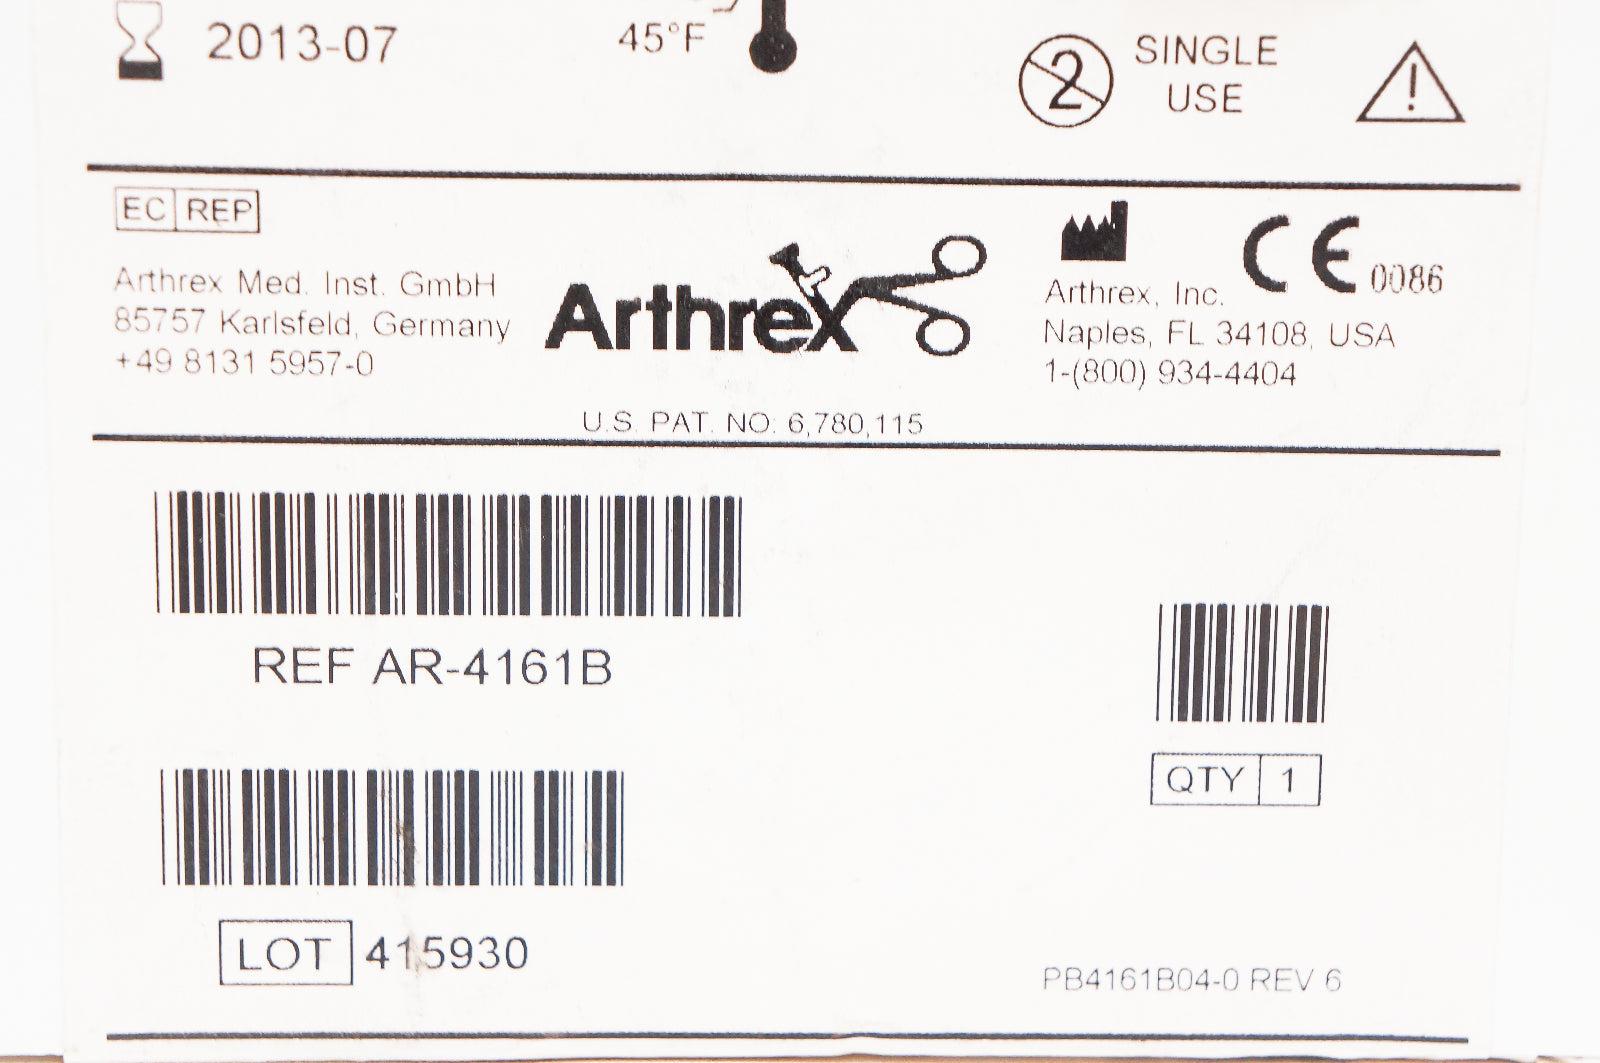 2013-07
45°F
SINGLE
USE
EC REP
Arthrex Med. Inst. GmbH
85757 Karlsfeld, Germany
+49 8131 5957-0
Arthrex
CE 0086
Arthrex, Inc.
Naples, FL 34108, USA
1-(800) 934-4404
U.S. PAT. NO: 6,780,115
REF AR-4161B
QTY 1
LOT 415930
PB4161B04-0 REV 6